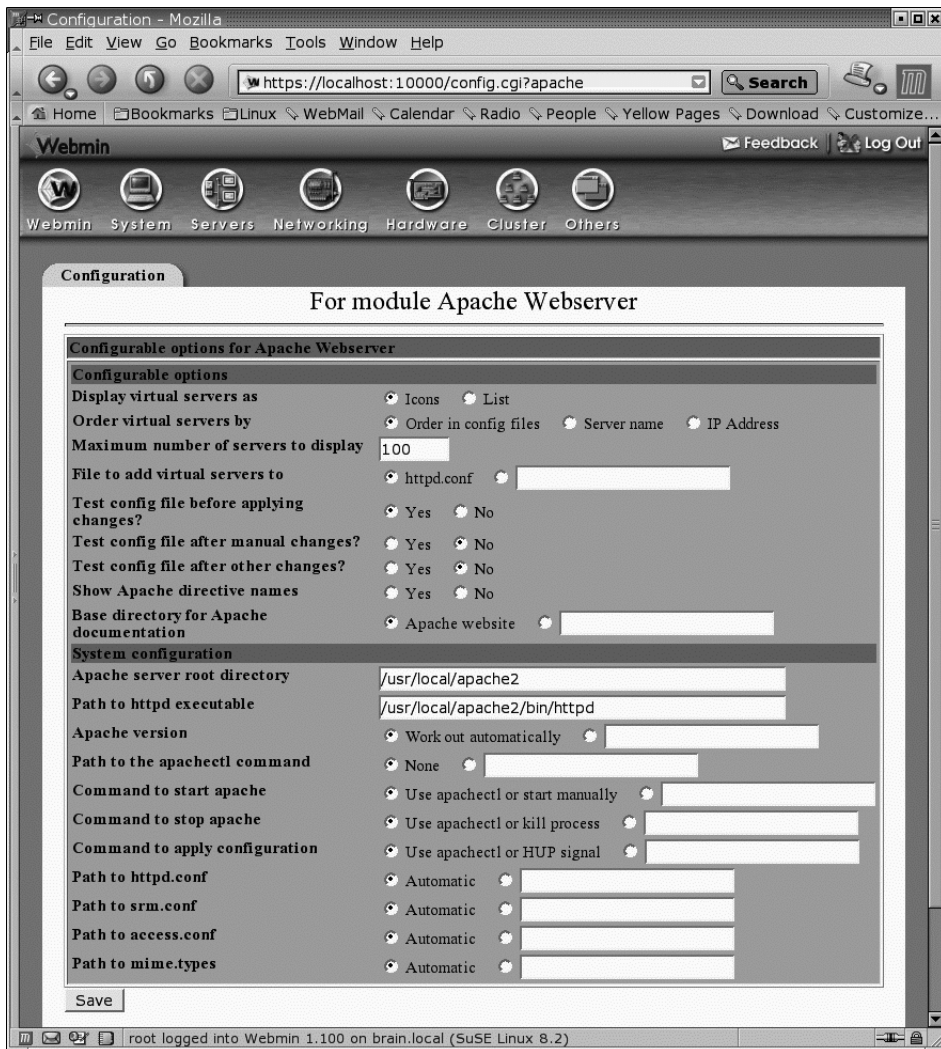 Configuration - Mozilla
File Edit View Go Bookmarks Tools Window Help
https://localhost:10000/config.cgi?apache Search
Home Bookmarks Linux WebMail Calendar Radio People Yellow Pages Download Customize...
Webmin Feedback Log Out
Webmin System Servers Networking Hardware Cluster Others
Configuration
For module Apache Webserver
Configurable options for Apache Webserver
Configurable options
Display virtual servers as Icons List
Order virtual servers by Order in config files Server name IP Address
Maximum number of servers to display 100
File to add virtual servers to httpd.conf
Test config file before applying
changes? Yes No
Test config file after manual changes? Yes No
Test config file after other changes? Yes No
Show Apache directive names Yes No
Base directory for Apache
documentation Apache website
System configuration
Apache server root directory /usr/local/apache2
Path to httpd executable /usr/local/apache2/bin/httpd
Apache version Work out automatically
Path to the apachectl command None
Command to start apache Use apachectl or start manually
Command to stop apache Use apachectl or kill process
Command to apply configuration Use apachectl or HUP signal
Path to httpd.conf Automatic
Path to srm.conf Automatic
Path to access.conf Automatic
Path to mime.types Automatic
Save
root logged into Webmin 1.100 on brain.local (SuSE Linux 8.2)